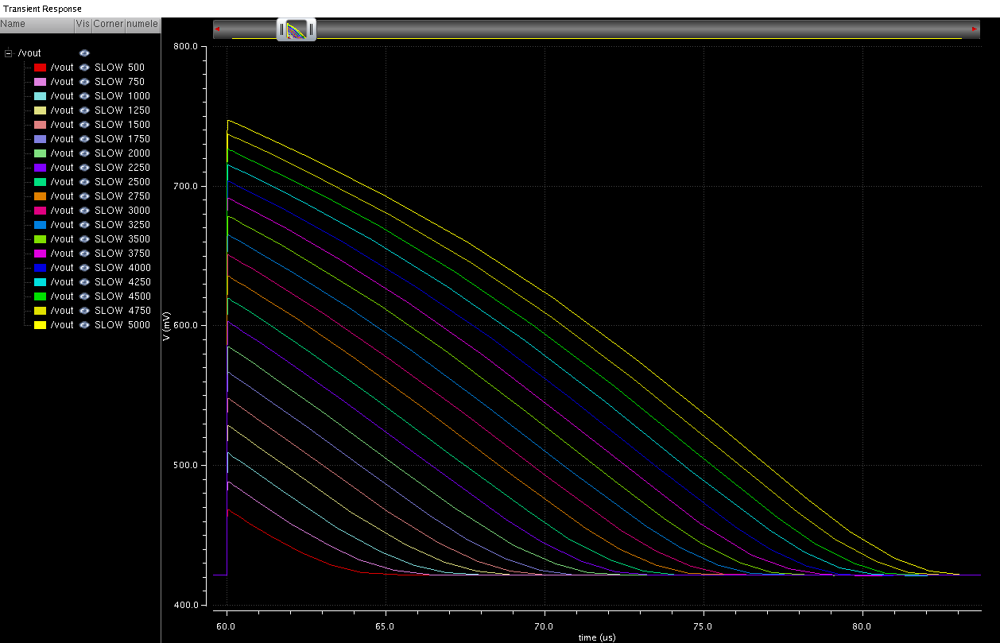 Transient Response
Name Vis Corner numele
/vout
/vout SLOW 500
/vout SLOW 750
/vout SLOW 1000
/vout SLOW 1250
/vout SLOW 1500
/vout SLOW 1750
/vout SLOW 2000
/vout SLOW 2250
/vout SLOW 2500
/vout SLOW 2750
/vout SLOW 3000
/vout SLOW 3250
/vout SLOW 3500
/vout SLOW 3750
/vout SLOW 4000
/vout SLOW 4250
/vout SLOW 4500
/vout SLOW 4750
/vout SLOW 5000
800.0
700.0
600.0
500.0
400.0
V (mV)
60.0 65.0 70.0 75.0 80.0
time (us)